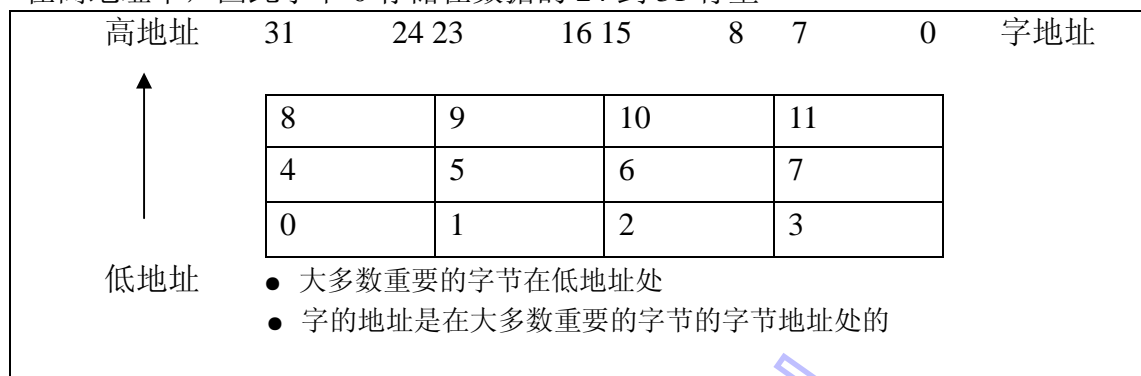 高地址 31 24 23 16 15 8 7 0 字地址
8 9 10 11
4 5 6 7
0 1 2 3
低地址 ● 大多数重要的字节在低地址处
● 字的地址是在大多数重要的字节的字节地址处的